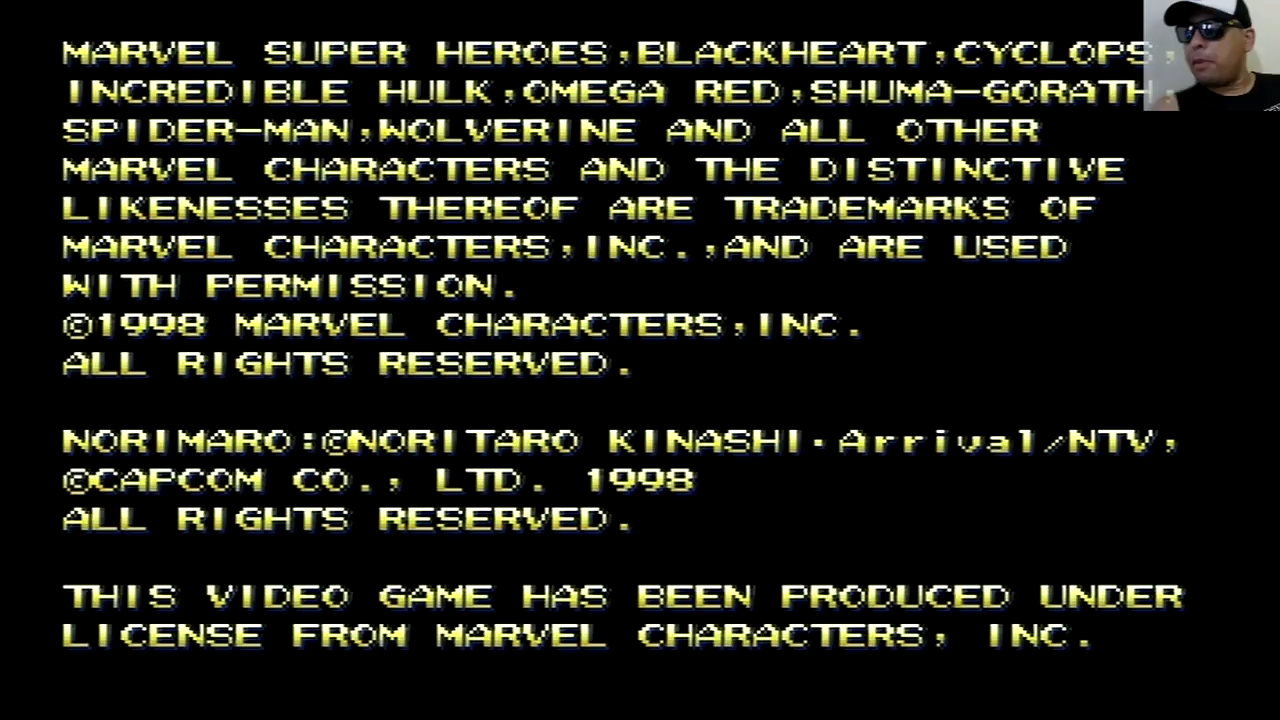 MARVEL SUPER HEROES,BLACKHEART,CYCLOPS,
INCREDIBLE HULK,OMEGA RED,SHUMA-GORATH,
SPIDER-MAN,WOLVERINE AND ALL OTHER
MARVEL CHARACTERS AND THE DISTINCTIVE
LIKENESSES THEREOF ARE TRADEMARKS OF
MARVEL CHARACTERS,INC.,AND ARE USED
WITH PERMISSION.
©1998 MARVEL CHARACTERS,INC.
ALL RIGHTS RESERVED.
NORIMARO:©NORITARO KINASHI·Arrival/NTV,
©CAPCOM CO., LTD. 1998
ALL RIGHTS RESERVED.
THIS VIDEO GAME HAS BEEN PRODUCED UNDER
LICENSE FROM MARVEL CHARACTERS, INC.